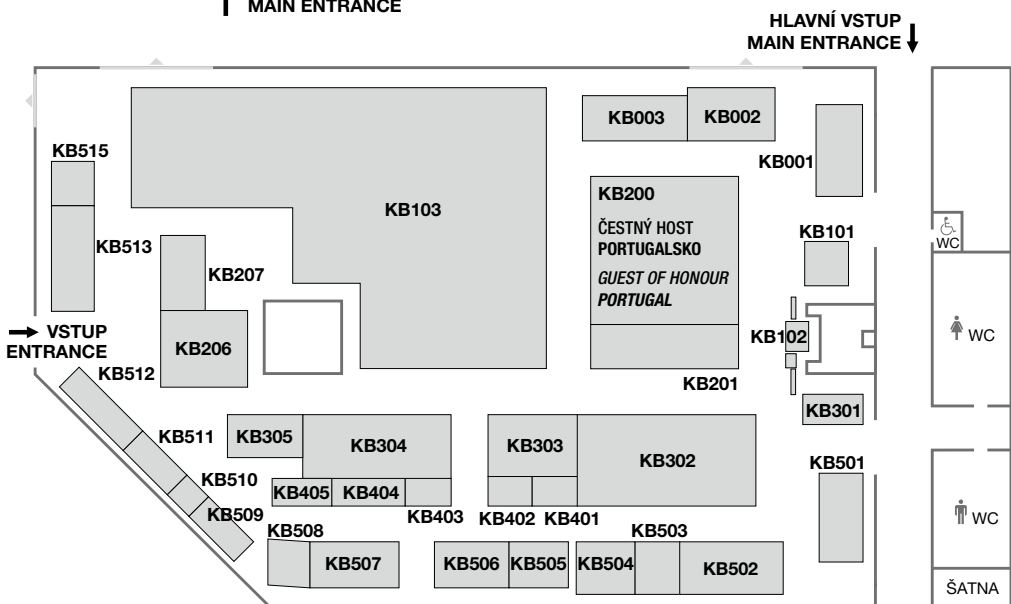 MAIN ENTRANCE
HLAVNÍ VSTUP
MAIN ENTRANCE
KB003
KB002
KB001
KB515
KB103
KB200
ČESTNÝ HOST
PORTUGALSKO
GUEST OF HONOUR
PORTUGAL
KB101
WC
KB513
KB207
VSTUP
ENTRANCE
KB206
KB102
WC
KB201
KB512
KB301
KB511
KB305
KB304
KB303
KB302
KB501
KB510
KB405
KB404
KB509
KB403
KB402
KB401
WC
KB508
KB503
KB507
KB506
KB505
KB504
KB502
ŠATNA